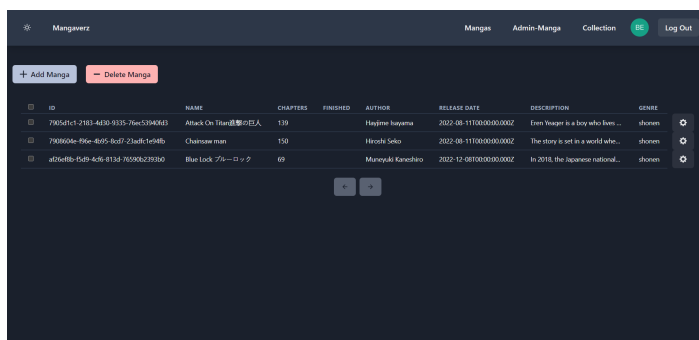 Mangaverz Mangas Admin-Manga Collection BE Log Out
+ Add Manga − Delete Manga
ID NAME CHAPTERS FINISHED AUTHOR RELEASE DATE DESCRIPTION GENRE
7905d1c1-2183-4d30-9335-76ec53940fd3 Attack On Titan進撃の巨人 139 Hayjime Isayama 2022-08-11T00:00:00.000Z Eren Yeager is a boy who lives ... shonen
7908604e-f96e-4b95-8cd7-23adfc1e94fb Chainsaw man 150 Hiroshi Seko 2022-08-11T00:00:00.000Z The story is set in a world whe... shonen
af26ef8b-f5d9-4cf6-813d-76590b2393b0 Blue Lock ブルーロック 69 Muneyuki Kaneshiro 2022-12-08T00:00:00.000Z In 2018, the Japanese national... shonen